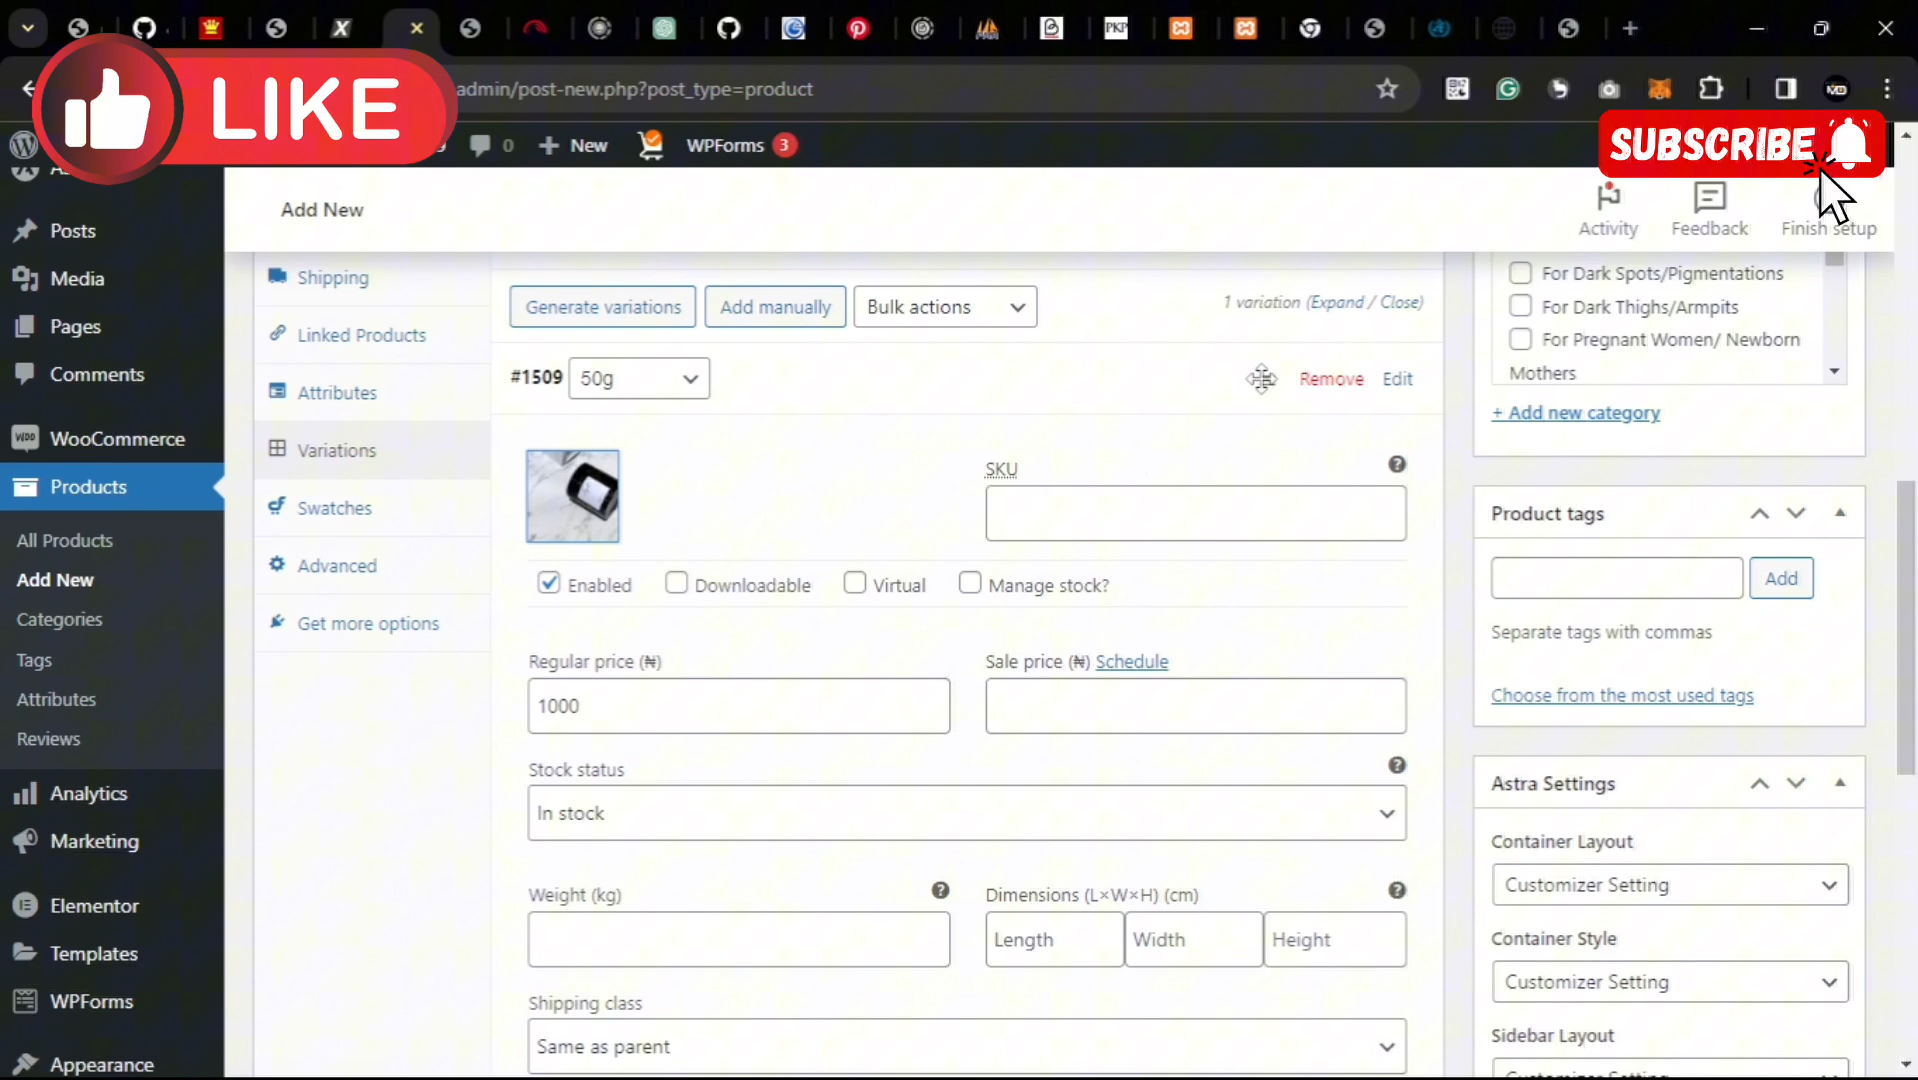 LIKE
admin/post-new.php?post_type=product
SUBSCRIBE
0
New
WPForms 3
Add New
Activity
Feedback
Finish setup
Posts
Media
Pages
Comments
WooCommerce
Products
All Products
Add New
Categories
Tags
Attributes
Reviews
Analytics
Marketing
Elementor
Templates
WPForms
Appearance
Shipping
Linked Products
Attributes
Variations
Swatches
Advanced
Get more options
Generate variations
Add manually
Bulk actions
1 variation (Expand / Close)
#1509
50g
Remove
Edit
SKU
Enabled
Downloadable
Virtual
Manage stock?
Regular price (₦)
1000
Sale price (₦) Schedule
Stock status
In stock
Weight (kg)
Dimensions (L×W×H) (cm)
Length
Width
Height
Shipping class
Same as parent
For Dark Spots/Pigmentations
For Dark Thighs/Armpits
For Pregnant Women/ Newborn
Mothers
+ Add new category
Product tags
Add
Separate tags with commas
Choose from the most used tags
Astra Settings
Container Layout
Customizer Setting
Container Style
Customizer Setting
Sidebar Layout
Customizer Setting